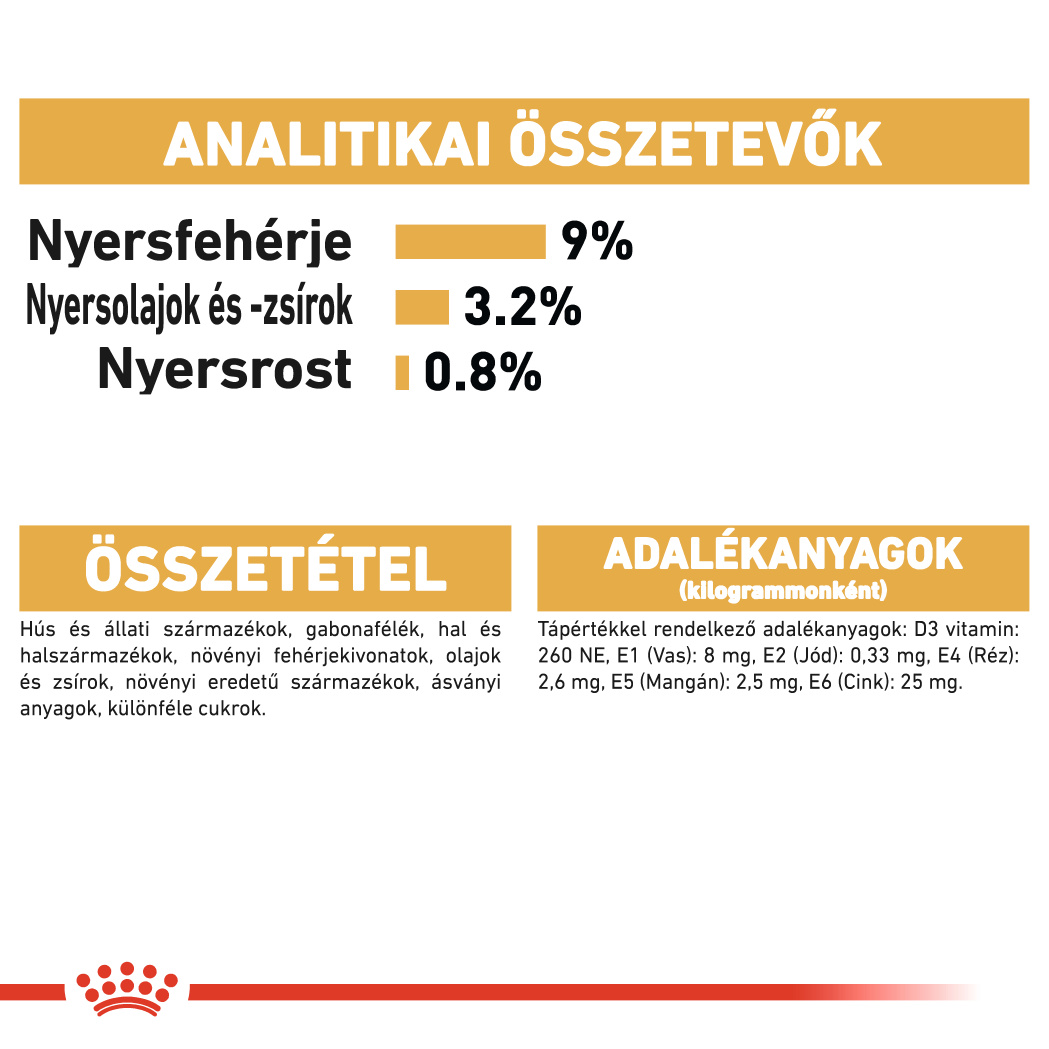 ANALITIKAI ÖSSZETEVŐK
Nyersfehérje 9%
Nyersolajok és -zsírok 3.2%
Nyersrost 0.8%
ÖSSZETÉTEL
Hús és állati származékok, gabonafélék, hal és
halszármazékok, növényi fehérjekivonatok, olajok
és zsírok, növényi eredetű származékok, ásványi
anyagok, különféle cukrok.
ADALÉKANYAGOK
(kilogrammonként)
Tápértékkel rendelkező adalékanyagok: D3 vitamin:
260 NE, E1 (Vas): 8 mg, E2 (Jód): 0,33 mg, E4 (Réz):
2,6 mg, E5 (Mangán): 2,5 mg, E6 (Cink): 25 mg.